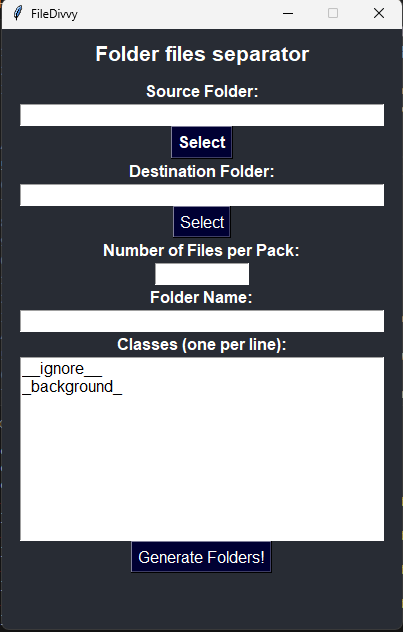 FileDivvy
Folder files separator
Source Folder:
Select
Destination Folder:
Select
Number of Files per Pack:
Folder Name:
Classes (one per line):
__ignore__
_background_
Generate Folders!